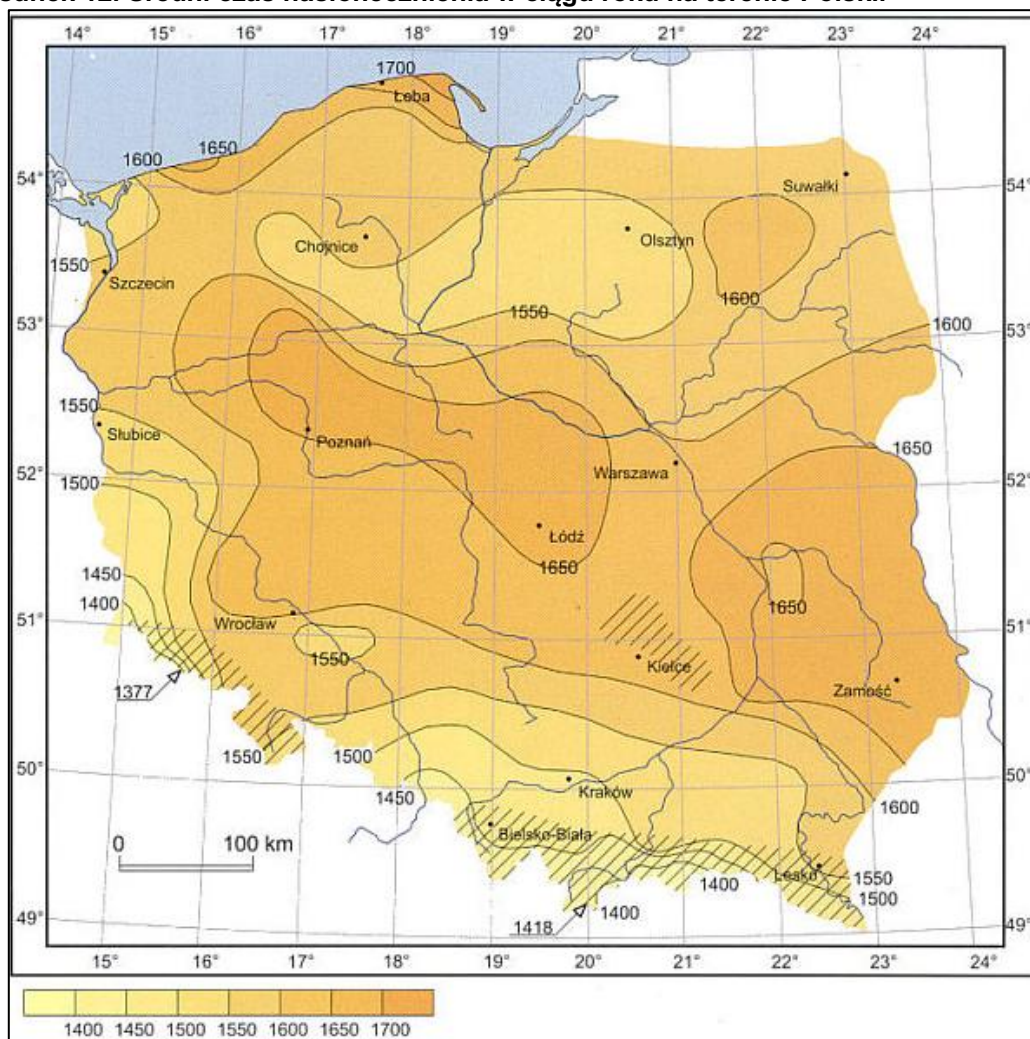 14° 15° 16° 17° 18° 19° 20° 21° 22° 23° 24°
1700
Łeba
1600
1650
54°
54°
Suwałki
Chojnice
Olsztyn
1550
Szczecin
1600
53°
1550
1600
53°
1550
Słubice
Poznań
1650
Warszawa
52°
52°
1500
Łódź
1650
1450
1650
1400
51°
Wrocław
51°
1550
Kielce
1377
Zamość
1550
1500
50°
50°
1450
Kraków
1600
0 100 km
Bielsko-Biała
Lesko
1550
1400
1500
49°
1400
1418
49°
15° 16° 17° 18° 19° 20° 21° 22° 23° 24°
1400 1450 1500 1550 1600 1650 1700